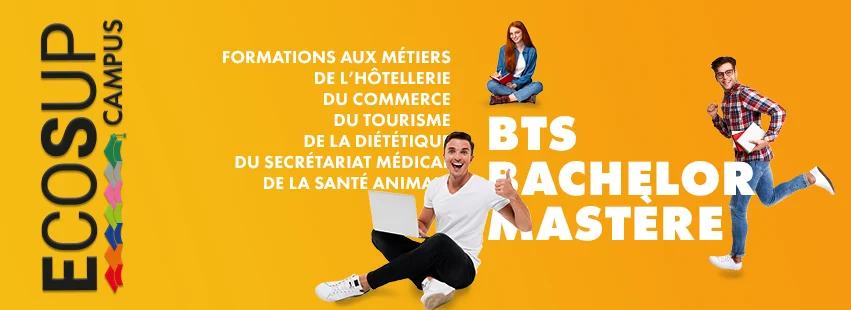 ECOSUP
CAMPUS
FORMATIONS AUX MÉTIERS
DE L'HÔTELLERIE
DU COMMERCE
DU TOURISME
DE LA DIÉTÉTIQUE
DU SECRÉTARIAT MÉDICAL
DE LA SANTÉ ANIMA
BTS
BACHELOR
MASTÈRE